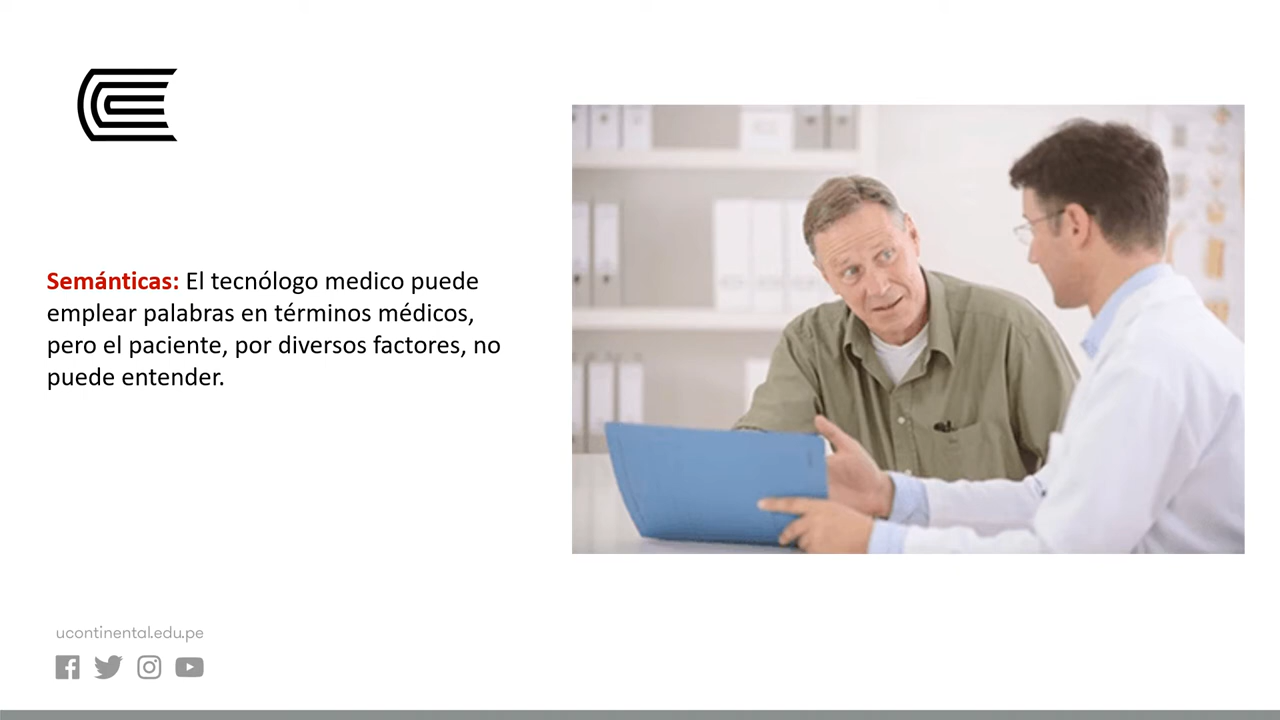 Semánticas: El tecnólogo medico puede
emplear palabras en términos médicos,
pero el paciente, por diversos factores, no
puede entender.
ucontinental.edu.pe